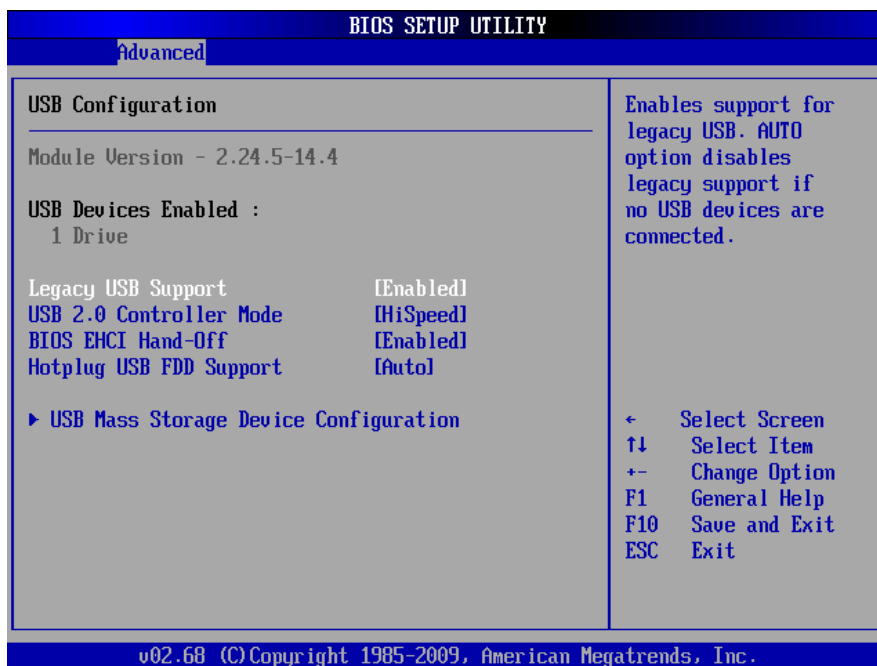 BIOS SETUP UTILITY
Advanced
USB Configuration
Module Version - 2.24.5-14.4
USB Devices Enabled :
1 Drive
Legacy USB Support [Enabled]
USB 2.0 Controller Mode [HiSpeed]
BIOS EHCI Hand-Off [Enabled]
Hotplug USB FDD Support [Auto]
▶ USB Mass Storage Device Configuration
Enables support for
legacy USB. AUTO
option disables
legacy support if
no USB devices are
connected.
← Select Screen
↑↓ Select Item
+- Change Option
F1 General Help
F10 Save and Exit
ESC Exit
v02.68 (C)Copyright 1985-2009, American Megatrends, Inc.